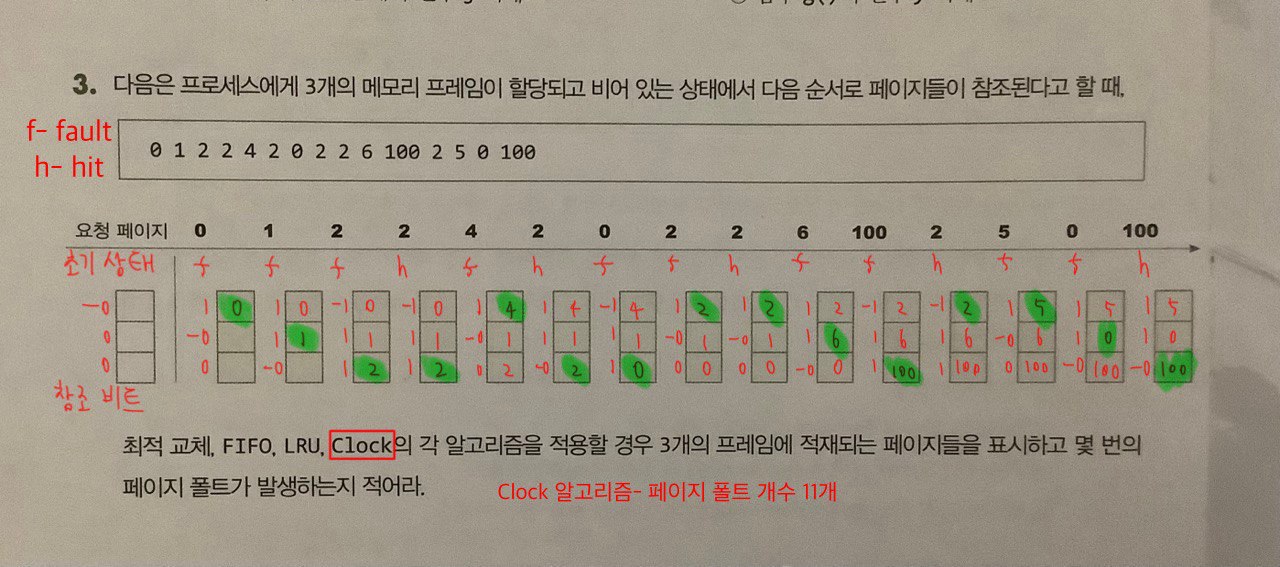 3. 다음은 프로세스에게 3개의 메모리 프레임이 할당되고 비어 있는 상태에서 다음 순서로 페이지들이 참조된다고 할 때,
f- fault
h- hit
0 1 2 2 4 2 0 2 2 6 100 2 5 0 100
요청 페이지 0 1 2 2 4 2 0 2 2 6 100 2 5 0 100
초기 상태 f f f h f h f f h f f h f f h
-0 1 0 1 0 -1 0 -1 0 1 4 1 4 -1 4 1 2 1 2 1 2 -1 2 -1 2 1 5 1 5 1 5
0 -0 1 1 1 1 1 1 -0 1 1 1 1 1 -0 1 -0 1 1 6 1 6 1 6 -0 6 1 0 1 0
0 0 -0 1 2 1 2 0 2 -0 2 1 0 0 0 0 0 -0 0 1 100 1 100 0 100 -0 100 -0 100
참조 비트
최적 교체, FIFO, LRU, Clock의 각 알고리즘을 적용할 경우 3개의 프레임에 적재되는 페이지들을 표시하고 몇 번의
페이지 폴트가 발생하는지 적어라.
Clock 알고리즘- 페이지 폴트 개수 11개